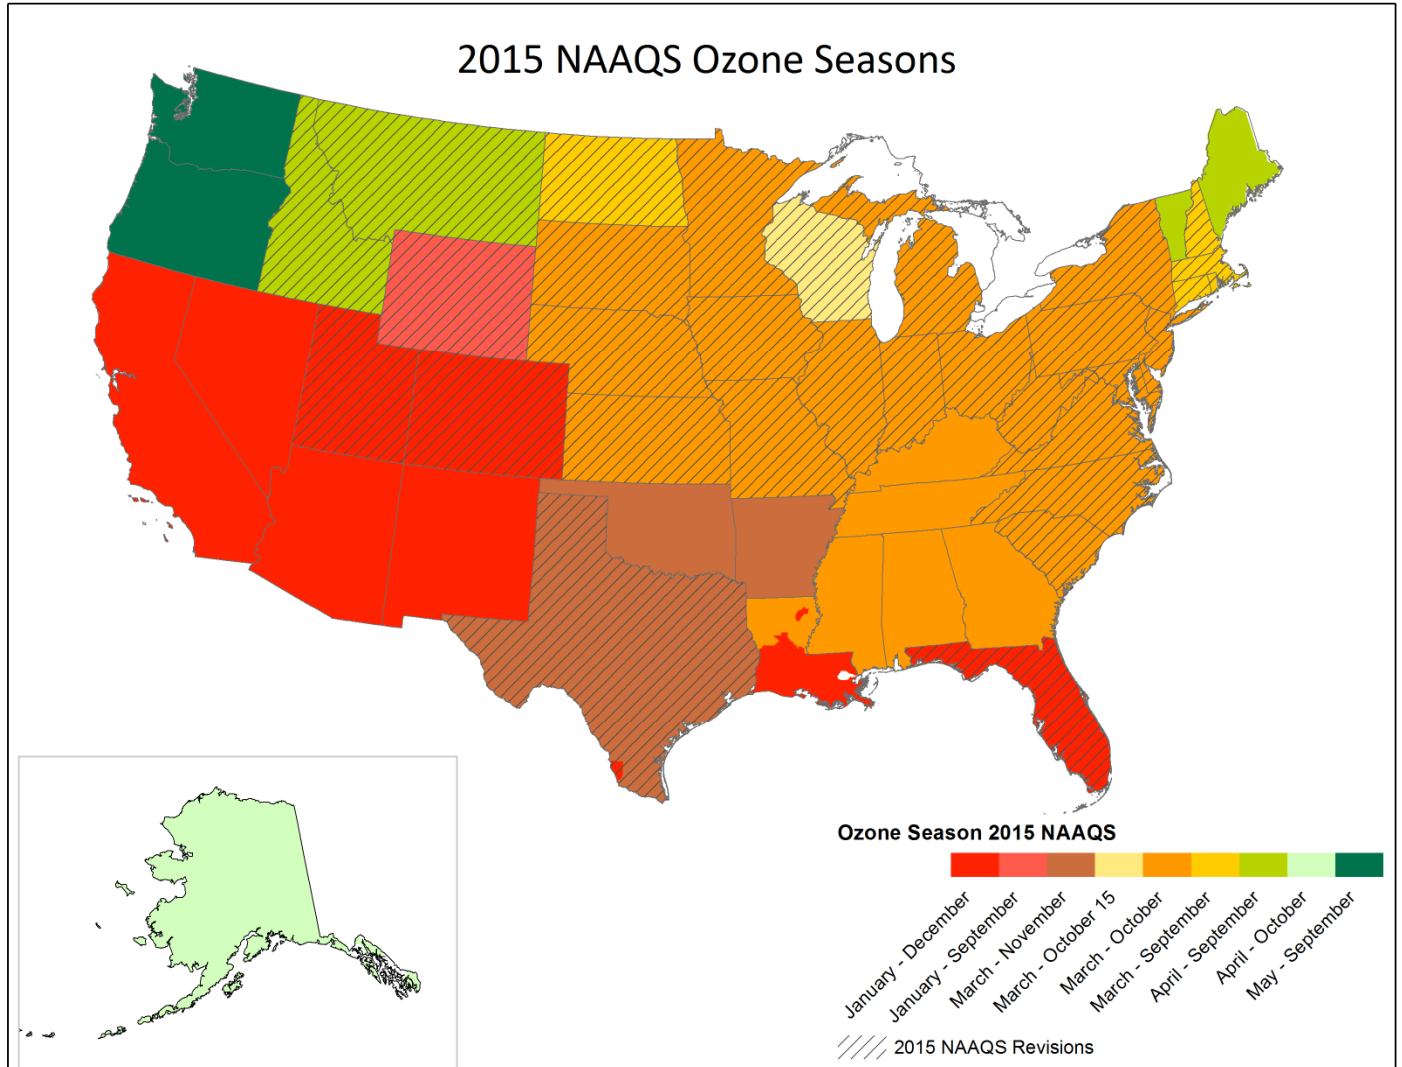 2015 NAAQS Ozone Seasons
Ozone Season 2015 NAAQS
January - December
January - September
March - November
March - October 15
March - October
March - September
April - September
April - October
May - September
2015 NAAQS Revisions